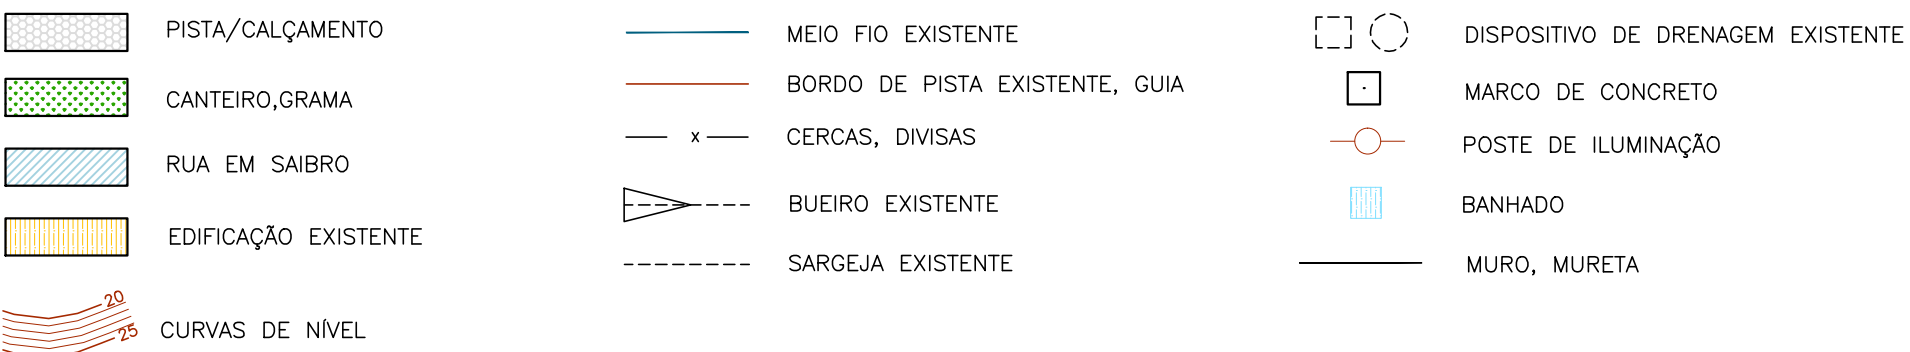 PISTA/CALÇAMENTO
CANTEIRO,GRAMA
RUA EM SAIBRO
EDIFICAÇÃO EXISTENTE
20
25
CURVAS DE NÍVEL
MEIO FIO EXISTENTE
BORDO DE PISTA EXISTENTE, GUIA
x
CERCAS, DIVISAS
BUEIRO EXISTENTE
SARGEJA EXISTENTE
DISPOSITIVO DE DRENAGEM EXISTENTE
MARCO DE CONCRETO
POSTE DE ILUMINAÇÃO
BANHADO
MURO, MURETA